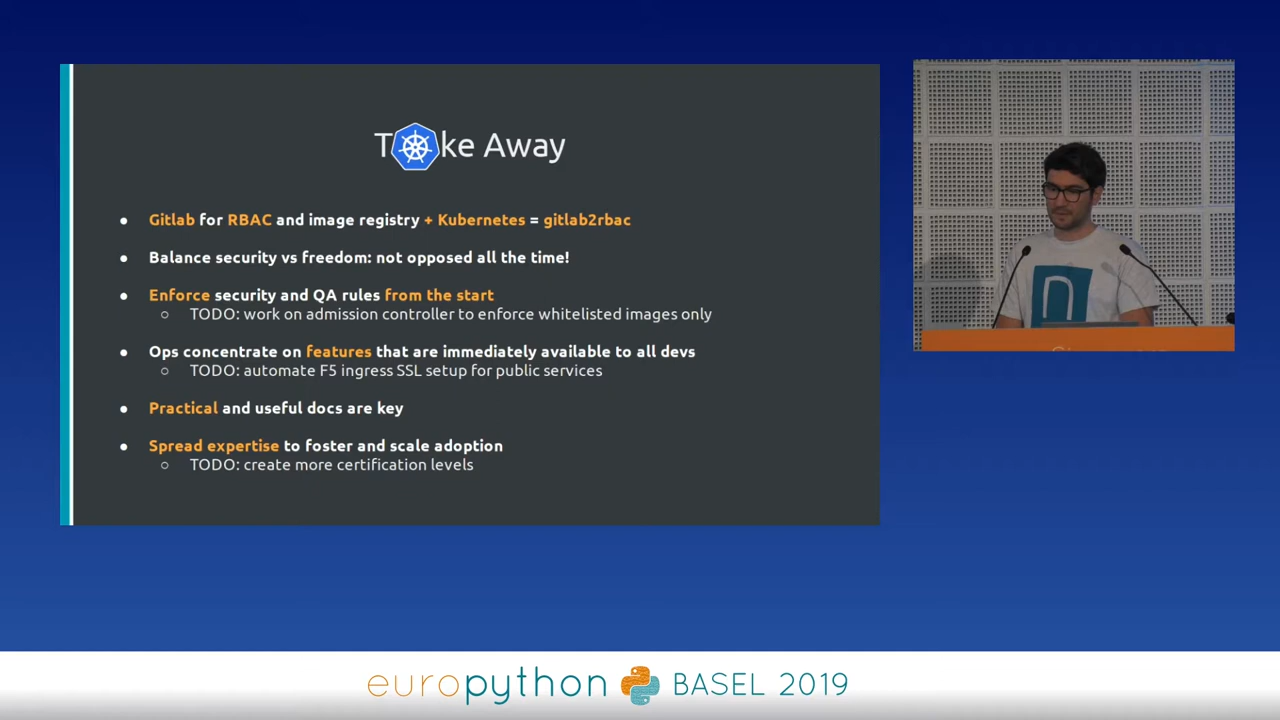 Take Away
● Gitlab for RBAC and image registry + Kubernetes = gitlab2rbac
● Balance security vs freedom: not opposed all the time!
● Enforce security and QA rules from the start
○ TODO: work on admission controller to enforce whitelisted images only
● Ops concentrate on features that are immediately available to all devs
○ TODO: automate F5 ingress SSL setup for public services
● Practical and useful docs are key
● Spread expertise to foster and scale adoption
○ TODO: create more certification levels
n
europython BASEL 2019